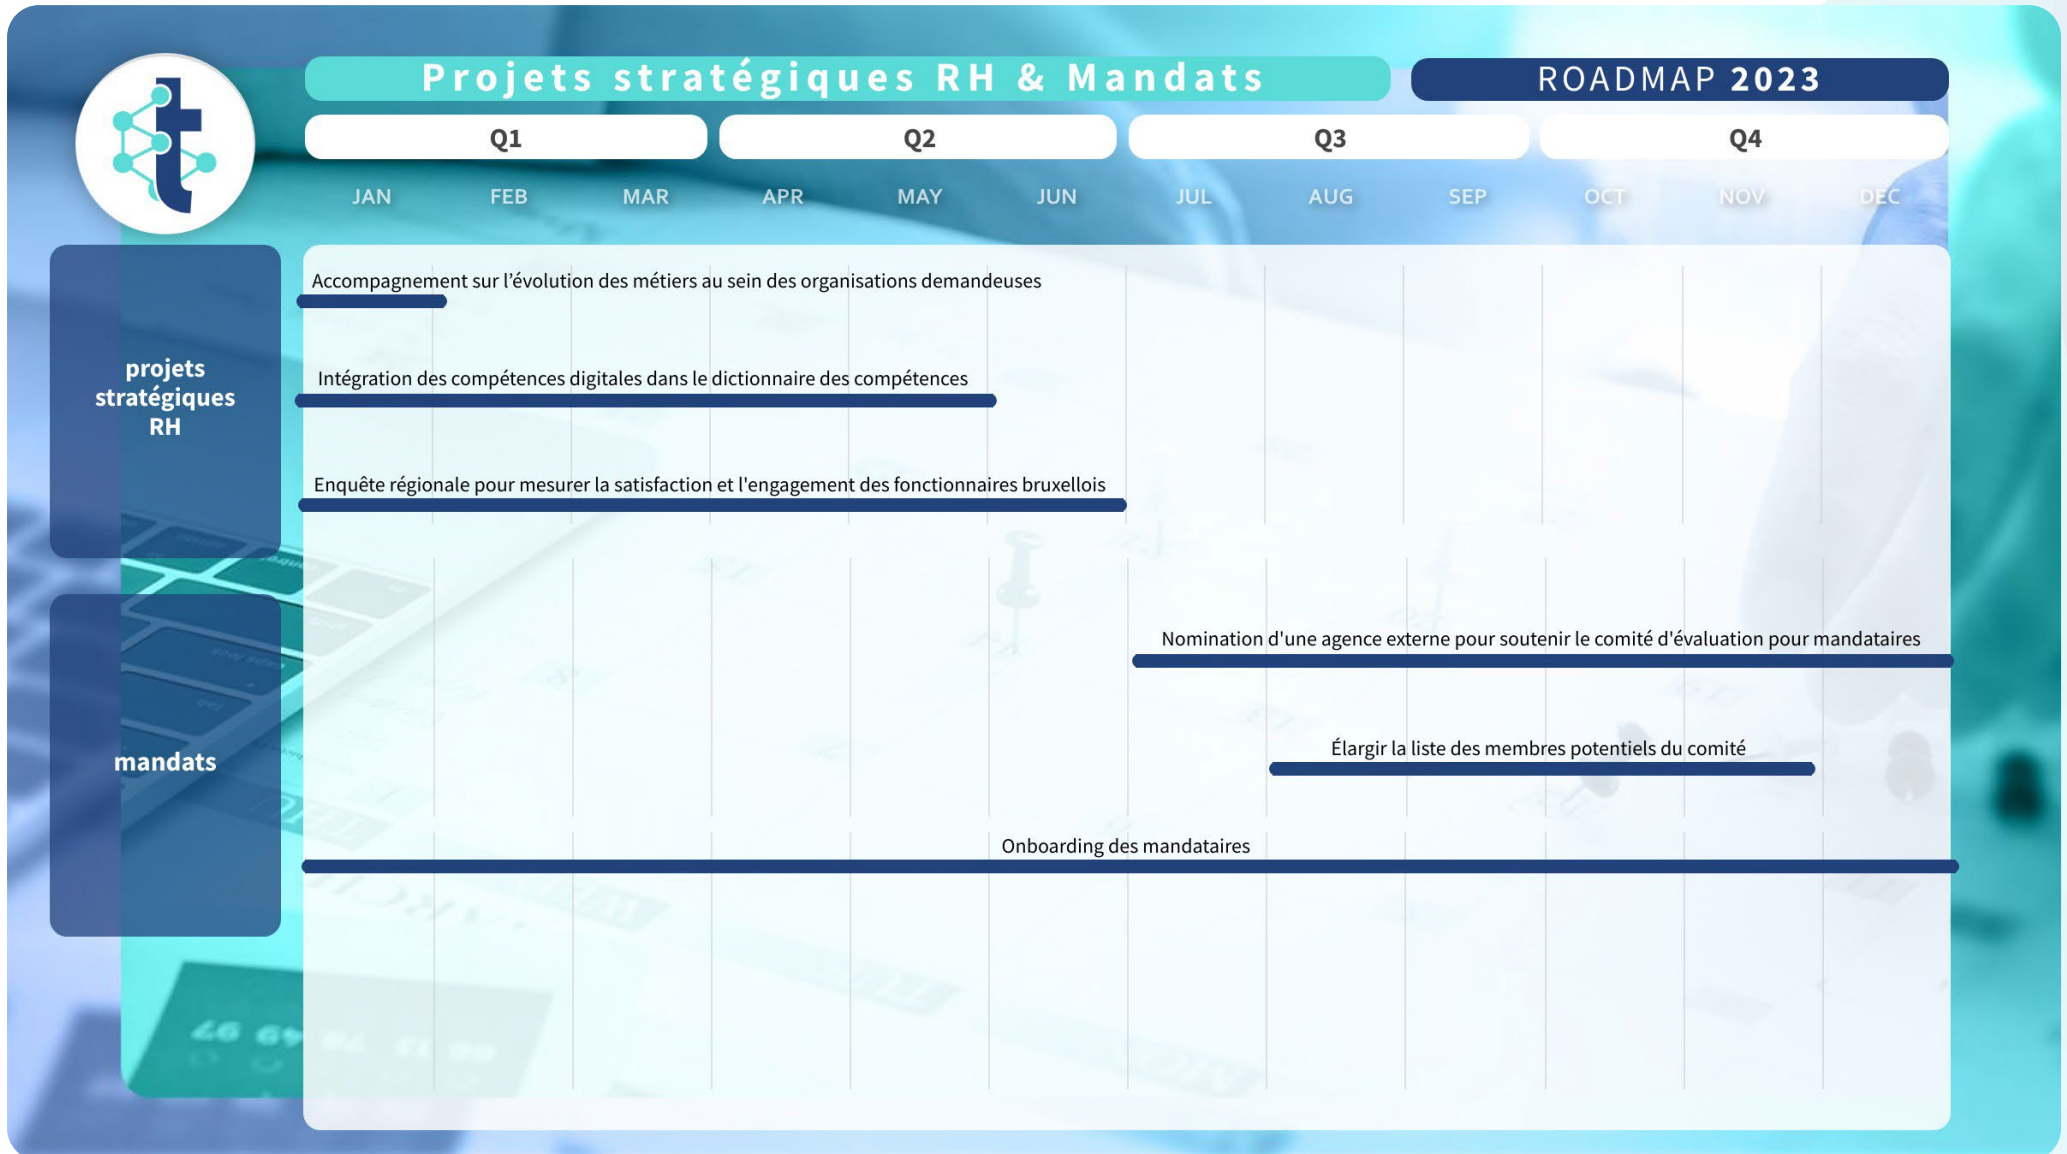 Projets stratégiques RH & Mandats
ROADMAP 2023
Q1
Q2
Q3
Q4
JAN
FEB
MAR
APR
MAY
JUN
JUL
AUG
SEP
OCT
NOV
DEC
projets
stratégiques
RH
Accompagnement sur l’évolution des métiers au sein des organisations demandeuses
Intégration des compétences digitales dans le dictionnaire des compétences
Enquête régionale pour mesurer la satisfaction et l'engagement des fonctionnaires bruxellois
mandats
Nomination d'une agence externe pour soutenir le comité d'évaluation pour mandataires
Élargir la liste des membres potentiels du comité
Onboarding des mandataires